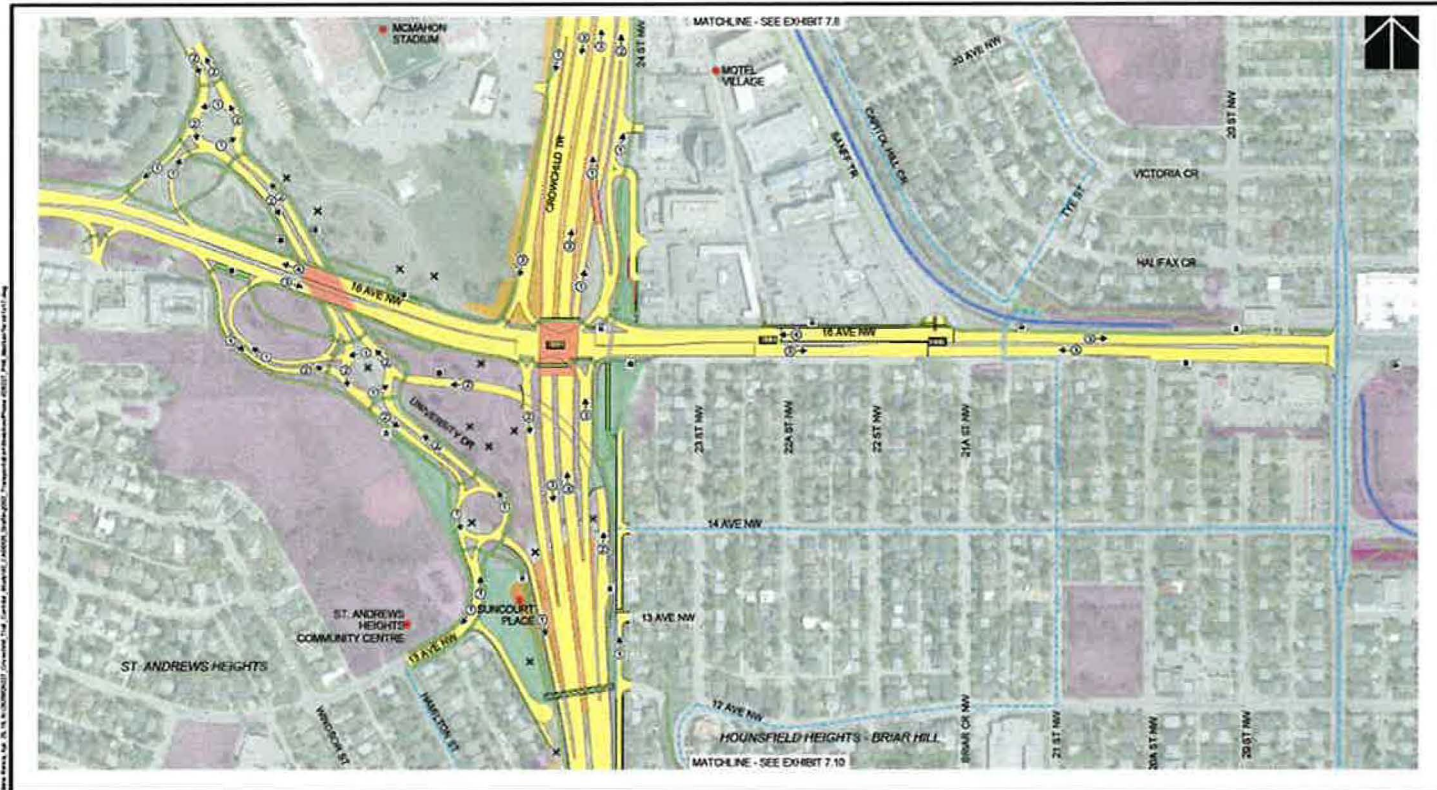 MATCHLINE - SEE EXHIBIT 7.8
MCMAHON
STADIUM
24 ST NW
MOTEL
VILLAGE
20 AVE NW
20 ST NW
CROWCHILD TR
BANFF TR
CAPITOL HILL CR
VICTORIA CR
TYE ST
HALIFAX CR
16 AVE NW
16 AVE NW
UNIVERSITY DR
23 ST NW
22A ST NW
22 ST NW
21A ST NW
14 AVE NW
ST. ANDREWS
HEIGHTS
COMMUNITY CENTRE
SUNCOURT
PLACE
13 AVE NW
13 AVE NW
ST. ANDREWS HEIGHTS
HAMILTON ST
WINDSOR ST
12 AVE NW
HOUNSFIELD HEIGHTS - BRIAR HILL
BRIAR CR NW
21 ST NW
20A ST NW
20 ST NW
MATCHLINE - SEE EXHIBIT 7.10